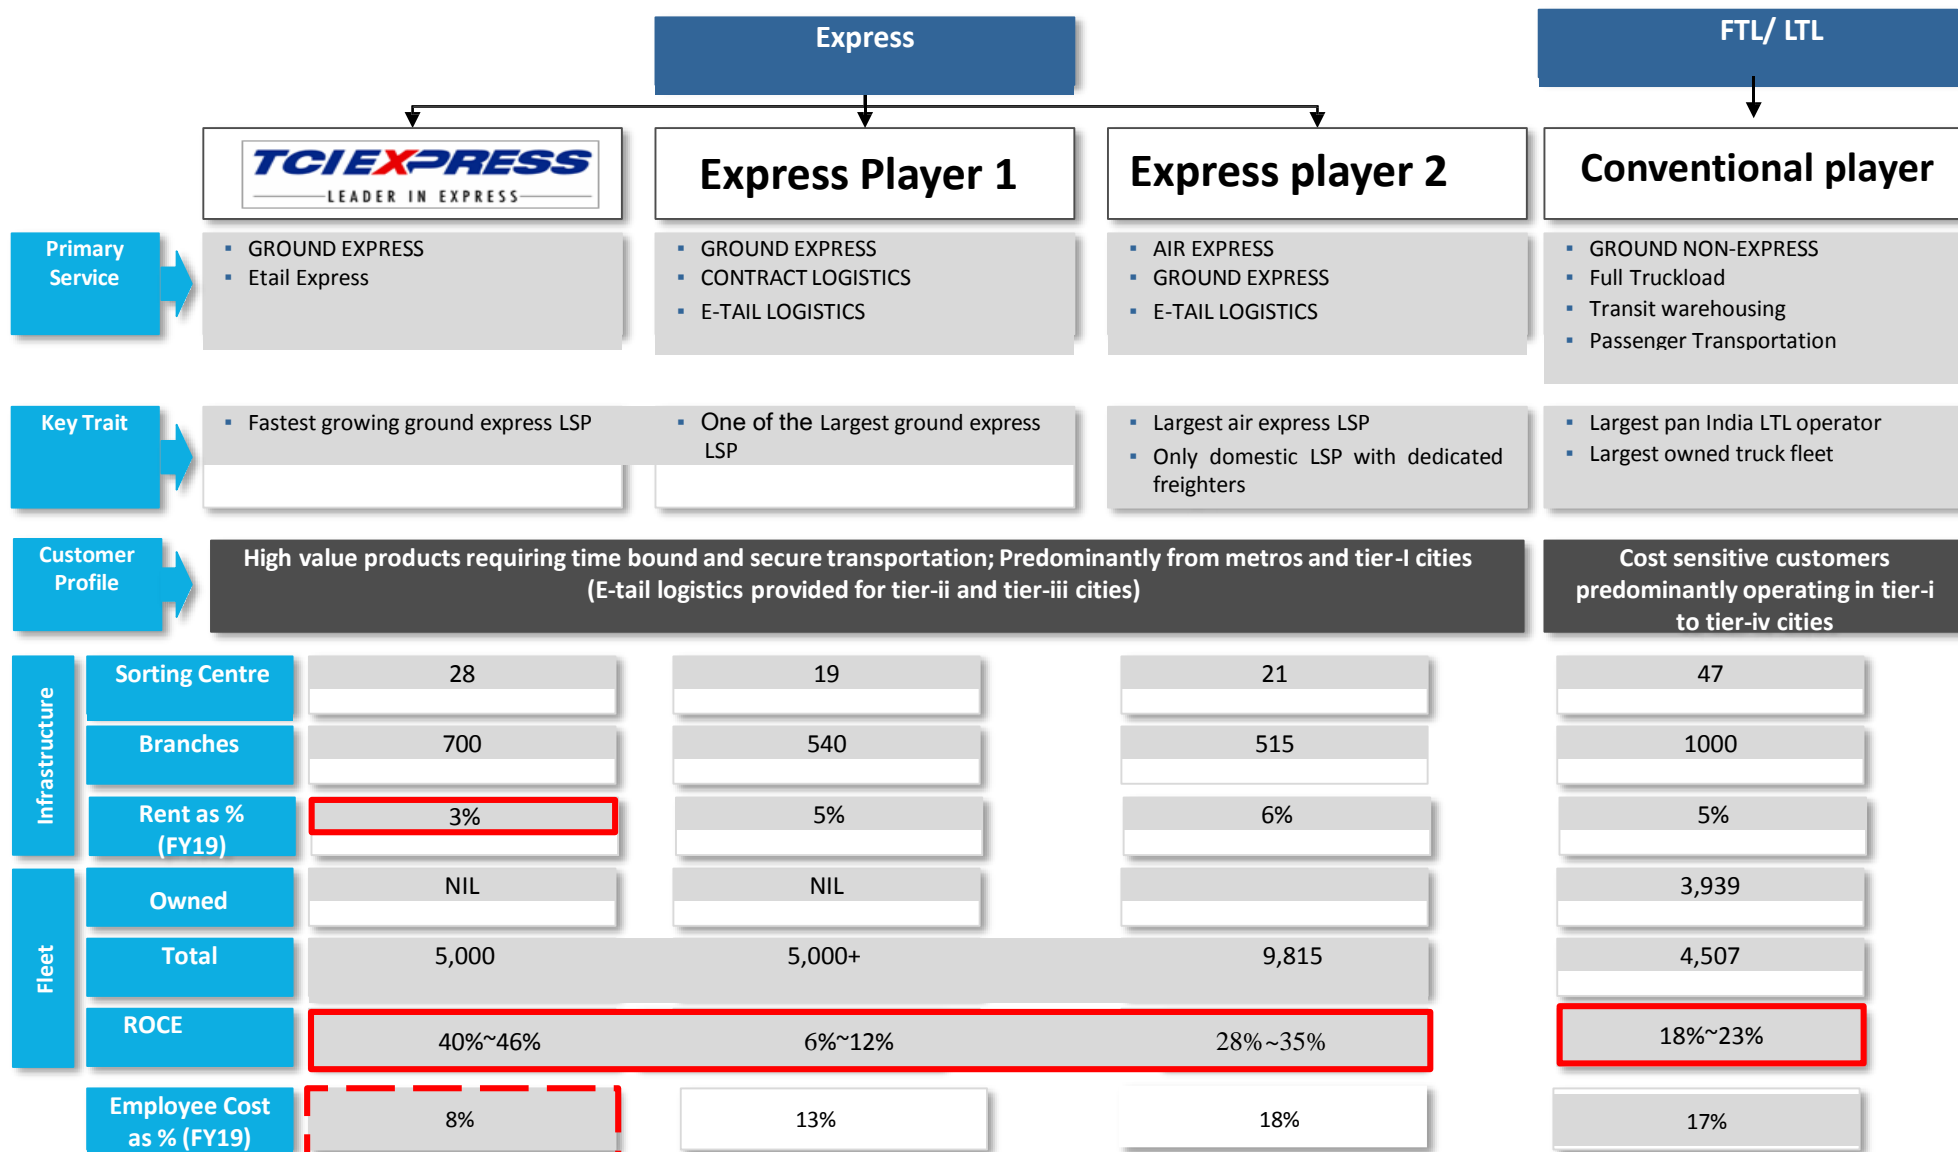 Express
FTL/ LTL
TCIEXPRESS
LEADER IN EXPRESS
Express Player 1
Express player 2
Conventional player
Primary
Service
▪ GROUND EXPRESS
▪ Etail Express
▪ GROUND EXPRESS
▪ CONTRACT LOGISTICS
▪ E-TAIL LOGISTICS
▪ AIR EXPRESS
▪ GROUND EXPRESS
▪ E-TAIL LOGISTICS
▪ GROUND NON-EXPRESS
▪ Full Truckload
▪ Transit warehousing
▪ Passenger Transportation
Key Trait
▪ Fastest growing ground express LSP
▪ One of the Largest ground express
LSP
▪ Largest air express LSP
▪ Only domestic LSP with dedicated
freighters
▪ Largest pan India LTL operator
▪ Largest owned truck fleet
Customer
Profile
High value products requiring time bound and secure transportation; Predominantly from metros and tier-I cities
(E-tail logistics provided for tier-ii and tier-iii cities)
Cost sensitive customers
predominantly operating in tier-i
to tier-iv cities
Infrastructure
Sorting Centre
28
19
21
47
Branches
700
540
515
1000
Rent as %
(FY19)
3%
5%
6%
5%
Fleet
Owned
NIL
NIL
3,939
Total
5,000
5,000+
9,815
4,507
ROCE
40%~46%
6%~12%
28%~35%
18%~23%
Employee Cost
as % (FY19)
8%
13%
18%
17%